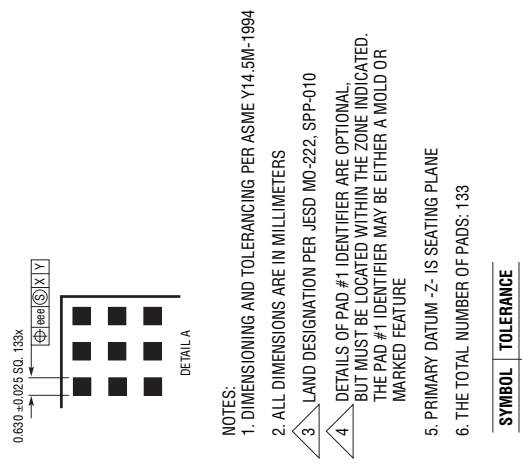 0.630 ±0.025 SQ. 133x
⌖ eee Ⓢ X Y
DETAIL A
NOTES:
1. DIMENSIONING AND TOLERANCING PER ASME Y14.5M-1994
2. ALL DIMENSIONS ARE IN MILLIMETERS
3 LAND DESIGNATION PER JESD MO-222, SPP-010
4 DETAILS OF PAD #1 IDENTIFIER ARE OPTIONAL,
BUT MUST BE LOCATED WITHIN THE ZONE INDICATED.
THE PAD #1 IDENTIFIER MAY BE EITHER A MOLD OR
MARKED FEATURE
5. PRIMARY DATUM -Z- IS SEATING PLANE
6. THE TOTAL NUMBER OF PADS: 133
SYMBOL TOLERANCE